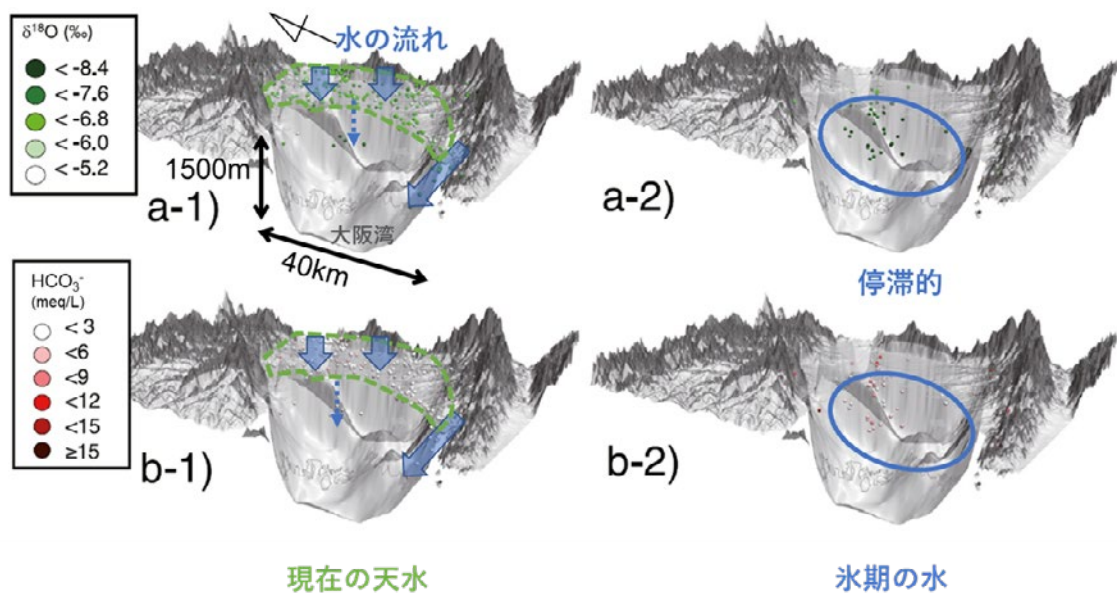 δ¹⁸O (‰)
< -8.4
< -7.6
< -6.8
< -6.0
< -5.2
水の流れ
1500m
a-1)
大阪湾
40km
a-2)
停滞的
HCO₃⁻
(meq/L)
< 3
<6
<9
<12
<15
≥15
b-1)
b-2)
現在の天水
氷期の水